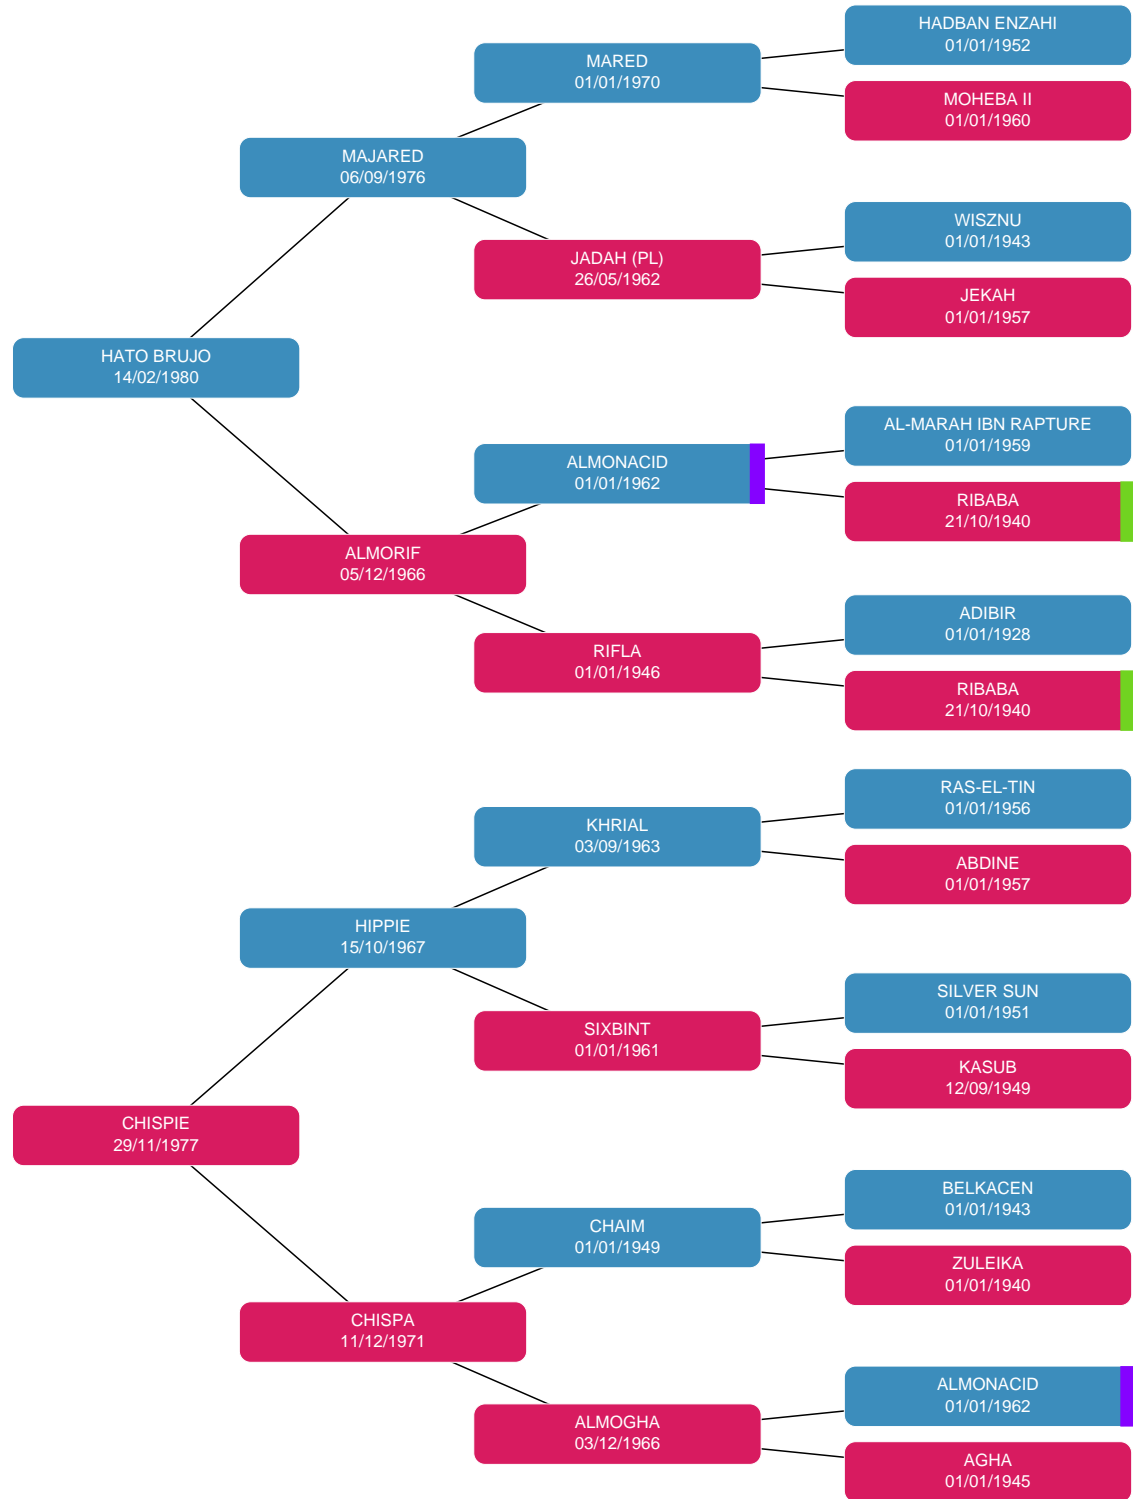 HADBAN ENZAHI
01/01/1952
MARED
01/01/1970
MOHEBA II
01/01/1960
MAJARED
06/09/1976
WISZNU
01/01/1943
JADAH (PL)
26/05/1962
JEKAH
01/01/1957
HATO BRUJO
14/02/1980
AL-MARAH IBN RAPTURE
01/01/1959
ALMONACID
01/01/1962
RIBABA
21/10/1940
ALMORIF
05/12/1966
ADIBIR
01/01/1928
RIFLA
01/01/1946
RIBABA
21/10/1940
RAS-EL-TIN
01/01/1956
KHRIAL
03/09/1963
ABDINE
01/01/1957
HIPPIE
15/10/1967
SILVER SUN
01/01/1951
SIXBINT
01/01/1961
KASUB
12/09/1949
CHISPIE
29/11/1977
BELKACEN
01/01/1943
CHAIM
01/01/1949
ZULEIKA
01/01/1940
CHISPA
11/12/1971
ALMONACID
01/01/1962
ALMOGHA
03/12/1966
AGHA
01/01/1945